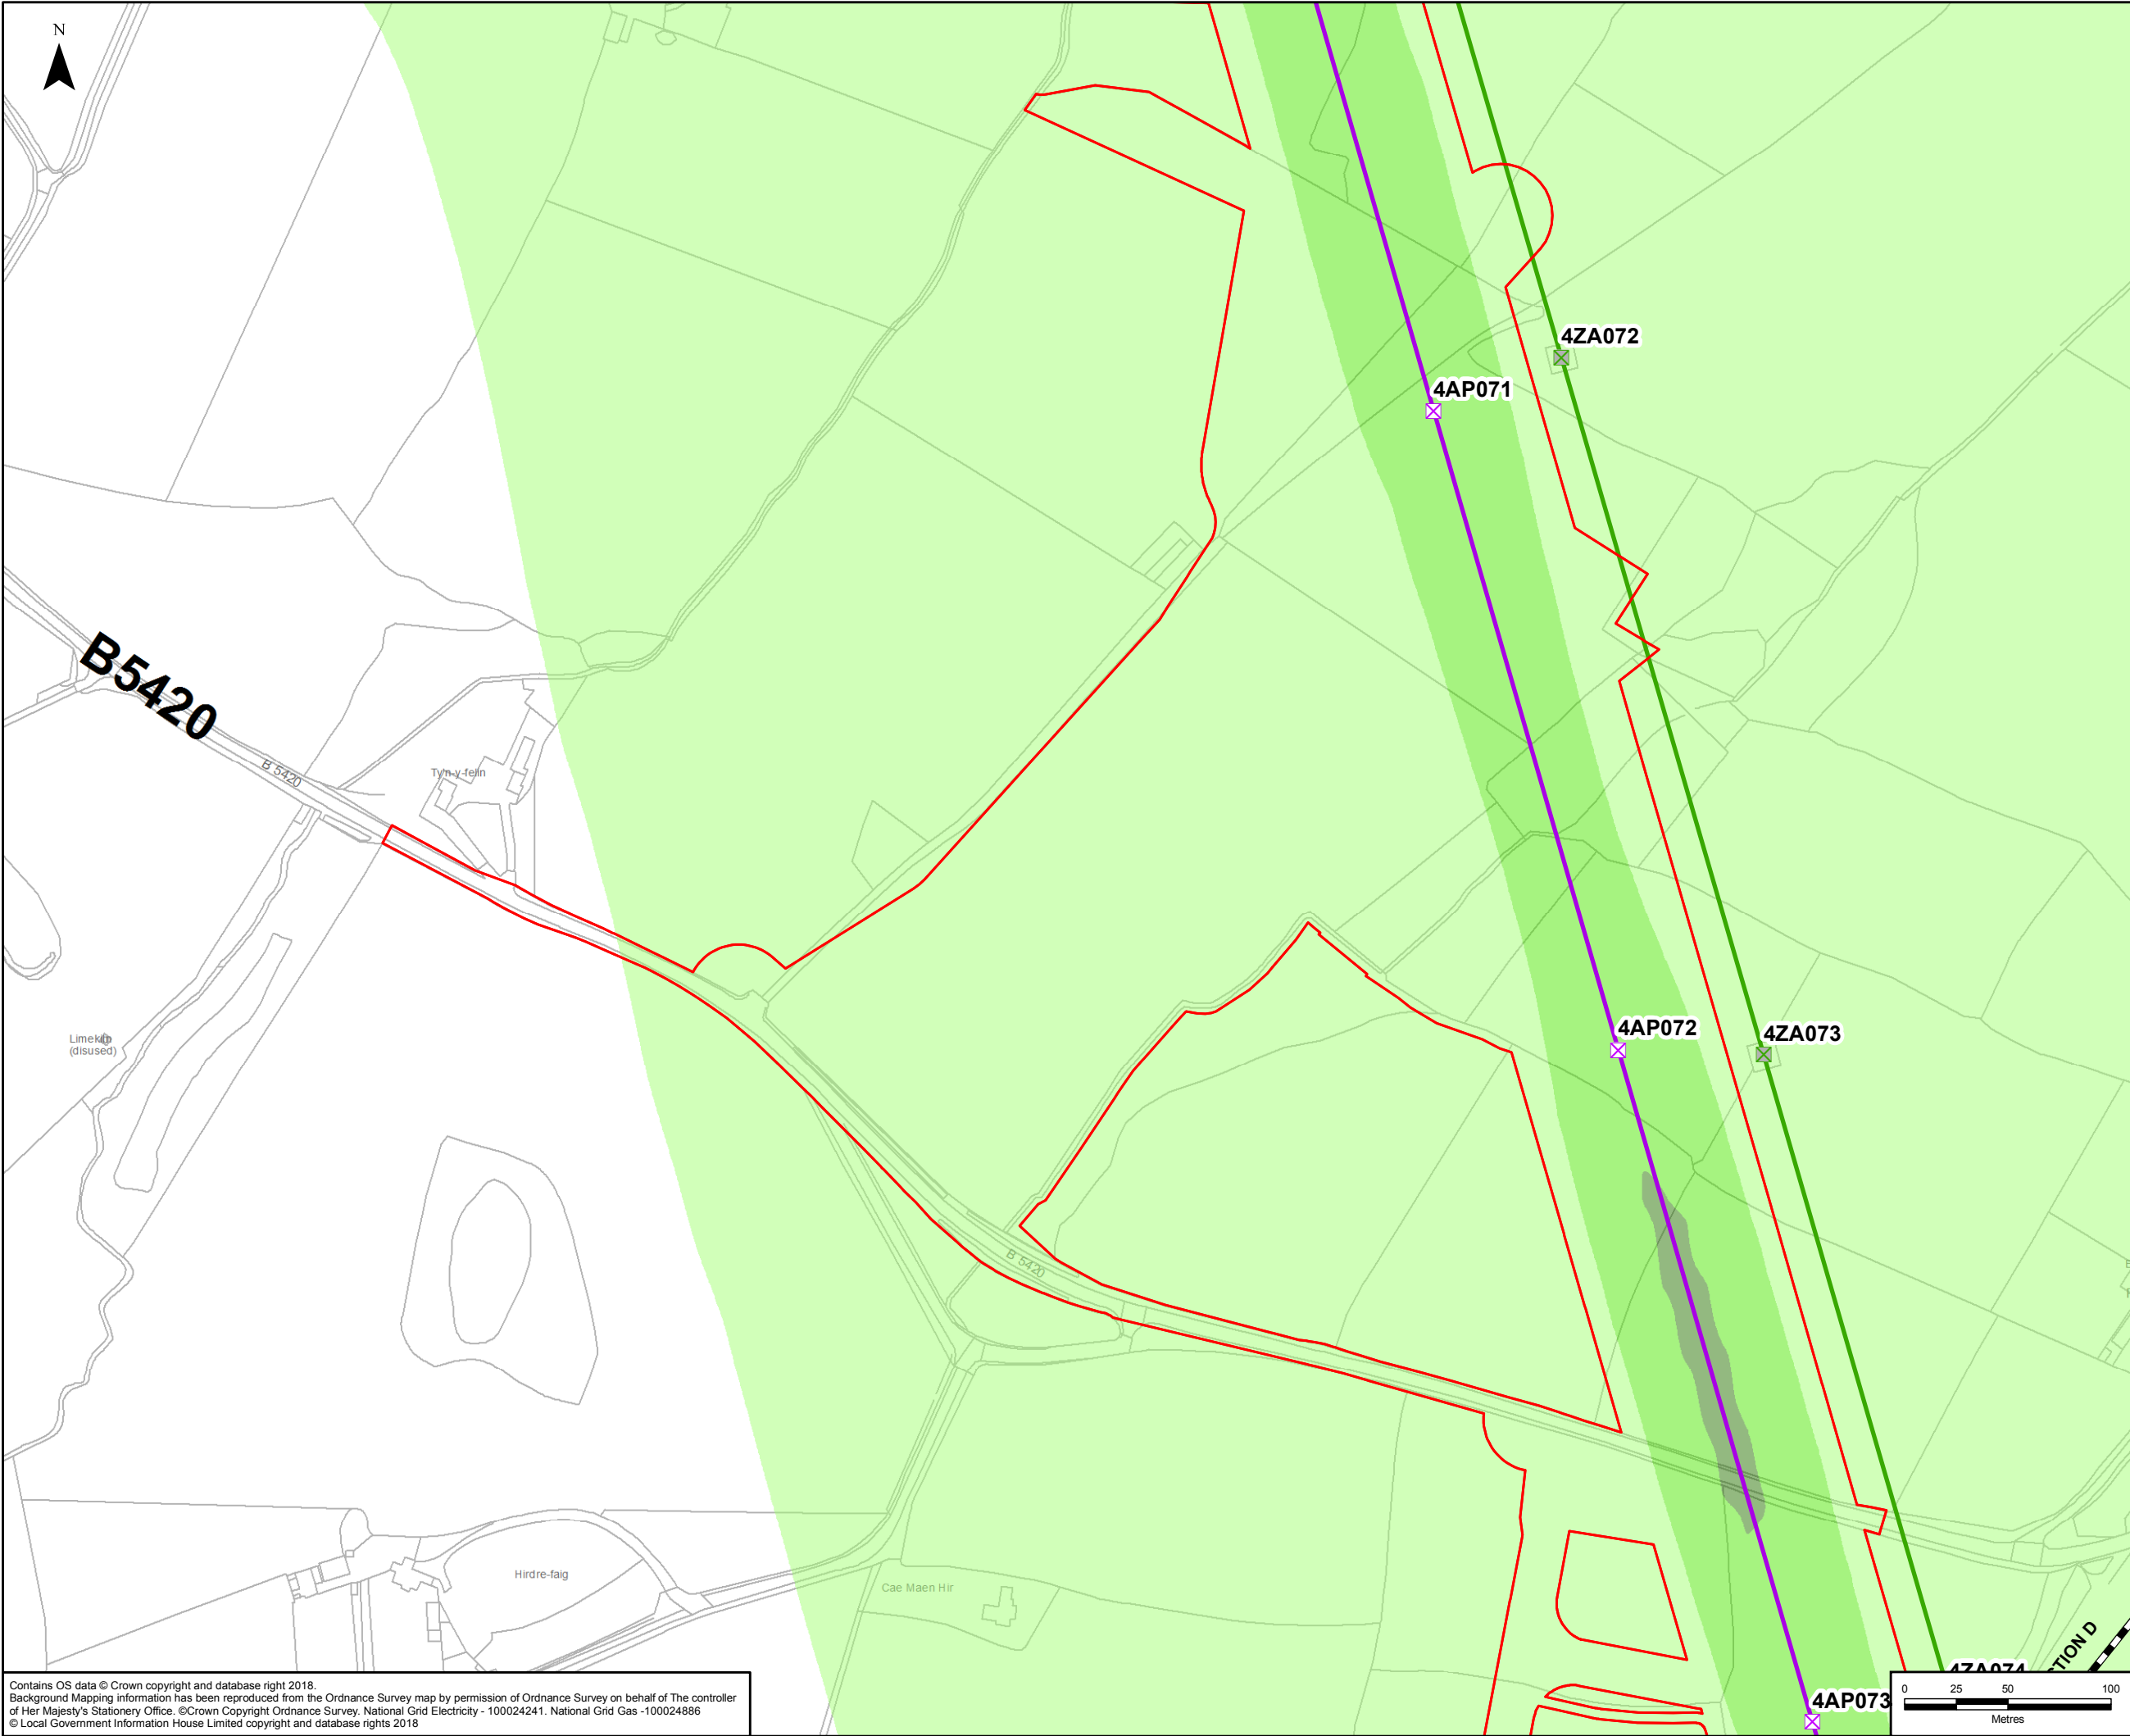 N
4ZA072
4AP071
B5420
B 5420
Ty'n-y-felin
Limekiln
(disused)
4AP072
4ZA073
B 5420
Hirdre-faig
Cae Maen Hir
4ZA074
4AP073
0 25 50 100
Metres
Contains OS data © Crown copyright and database right 2018.
Background Mapping information has been reproduced from the Ordnance Survey map by permission of Ordnance Survey on behalf of The controller
of Her Majesty's Stationery Office. ©Crown Copyright Ordnance Survey. National Grid Electricity - 100024241. National Grid Gas -100024886
© Local Government Information House Limited copyright and database rights 2018